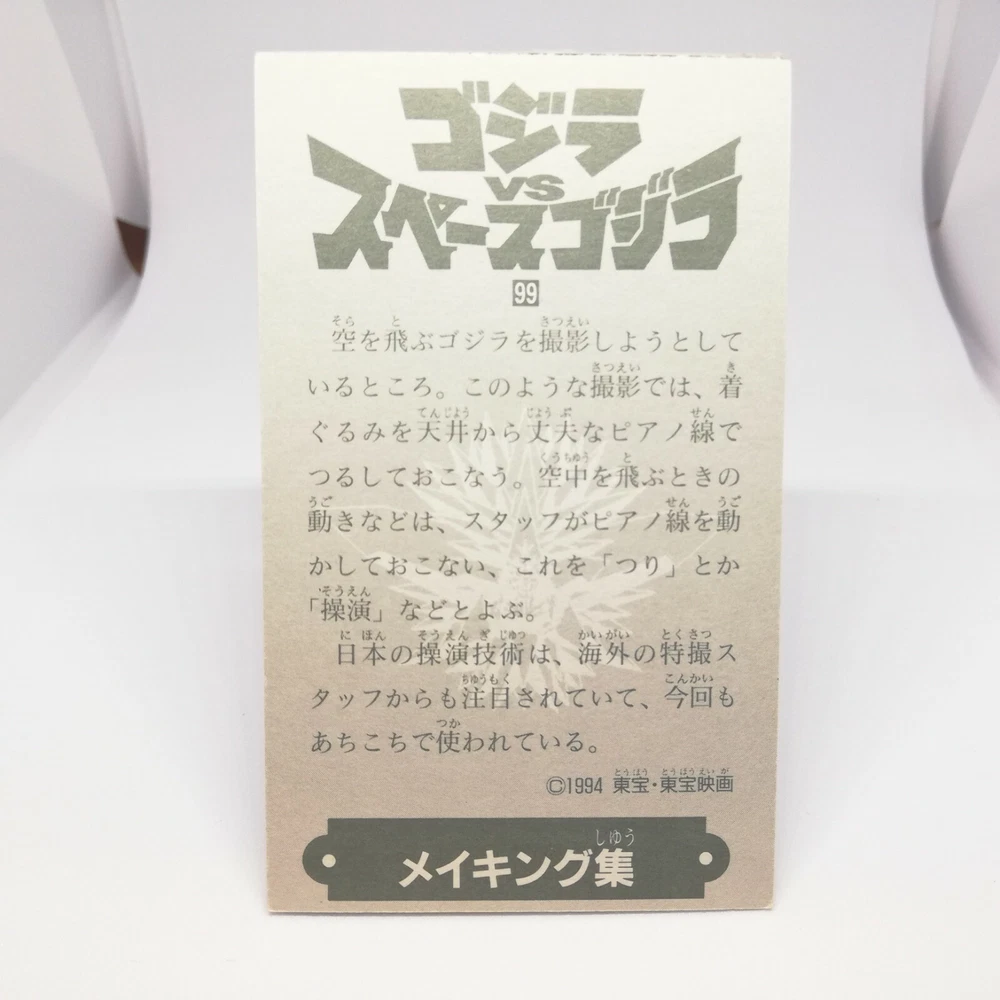 ゴジラ
VS
スペースゴジラ
99
空を飛ぶゴジラを撮影しようとして
いるところ。このような撮影では、着
ぐるみを天井から丈夫なピアノ線で
つるしておこなう。空中を飛ぶときの
動きなどは、スタッフがピアノ線を動
かしておこない、これを「つり」とか
「操演」などとよぶ。
日本の操演技術は、海外の特撮ス
タッフからも注目されていて、今回も
あちこちで使われている。
©1994 東宝・東宝映画
メイキング集